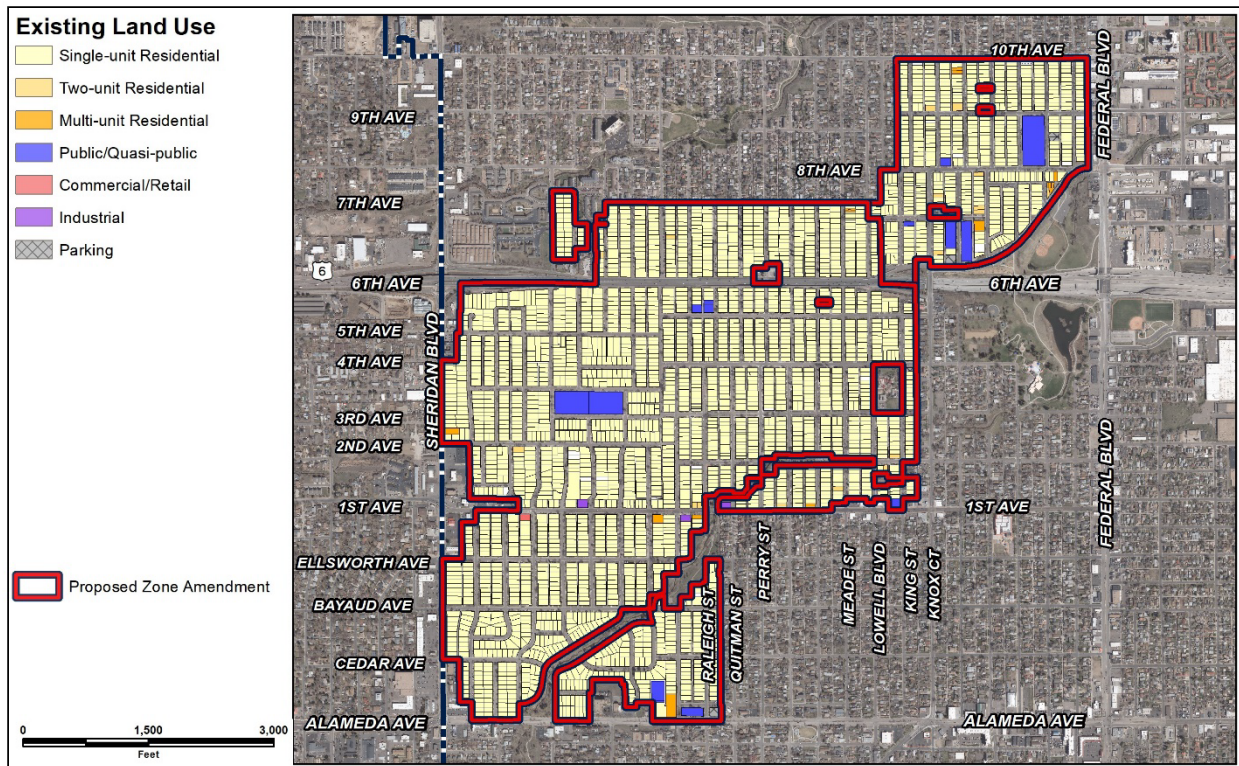 Existing Land Use
Single-unit Residential
Two-unit Residential
Multi-unit Residential
Public/Quasi-public
Commercial/Retail
Industrial
Parking
Proposed Zone Amendment
0 1,500 3,000
Feet
10TH AVE
FEDERAL BLVD
9TH AVE
8TH AVE
7TH AVE
6
6TH AVE
6TH AVE
SHERIDAN BLVD
5TH AVE
4TH AVE
3RD AVE
2ND AVE
1ST AVE
1ST AVE
FEDERAL BLVD
ELLSWORTH AVE
BAYAUD AVE
CEDAR AVE
RALEIGH ST
QUITMAN ST
PERRY ST
MEADE ST
LOWELL BLVD
KING ST
KNOX CT
ALAMEDA AVE
ALAMEDA AVE